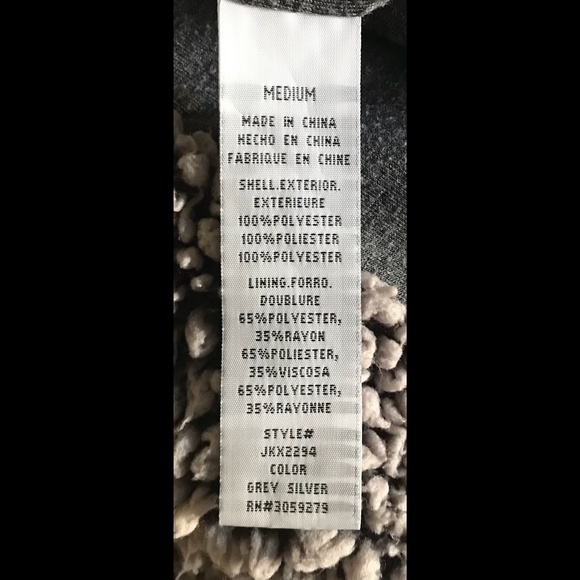 MEDIUM
MADE IN CHINA
HECHO EN CHINA
FABRIQUE EN CHINE
SHELL.EXTERIOR.
EXTERIEURE
100%POLYESTER
100%POLIESTER
100%POLYESTER
LINING.FORRO.
DOUBLURE
65%POLYESTER,
35%RAYON
65%POLIESTER,
35%VISCOSA
65%POLYESTER,
35%RAYONNE
STYLE#
JKX2294
COLOR
GREY SILVER
RN#3059279